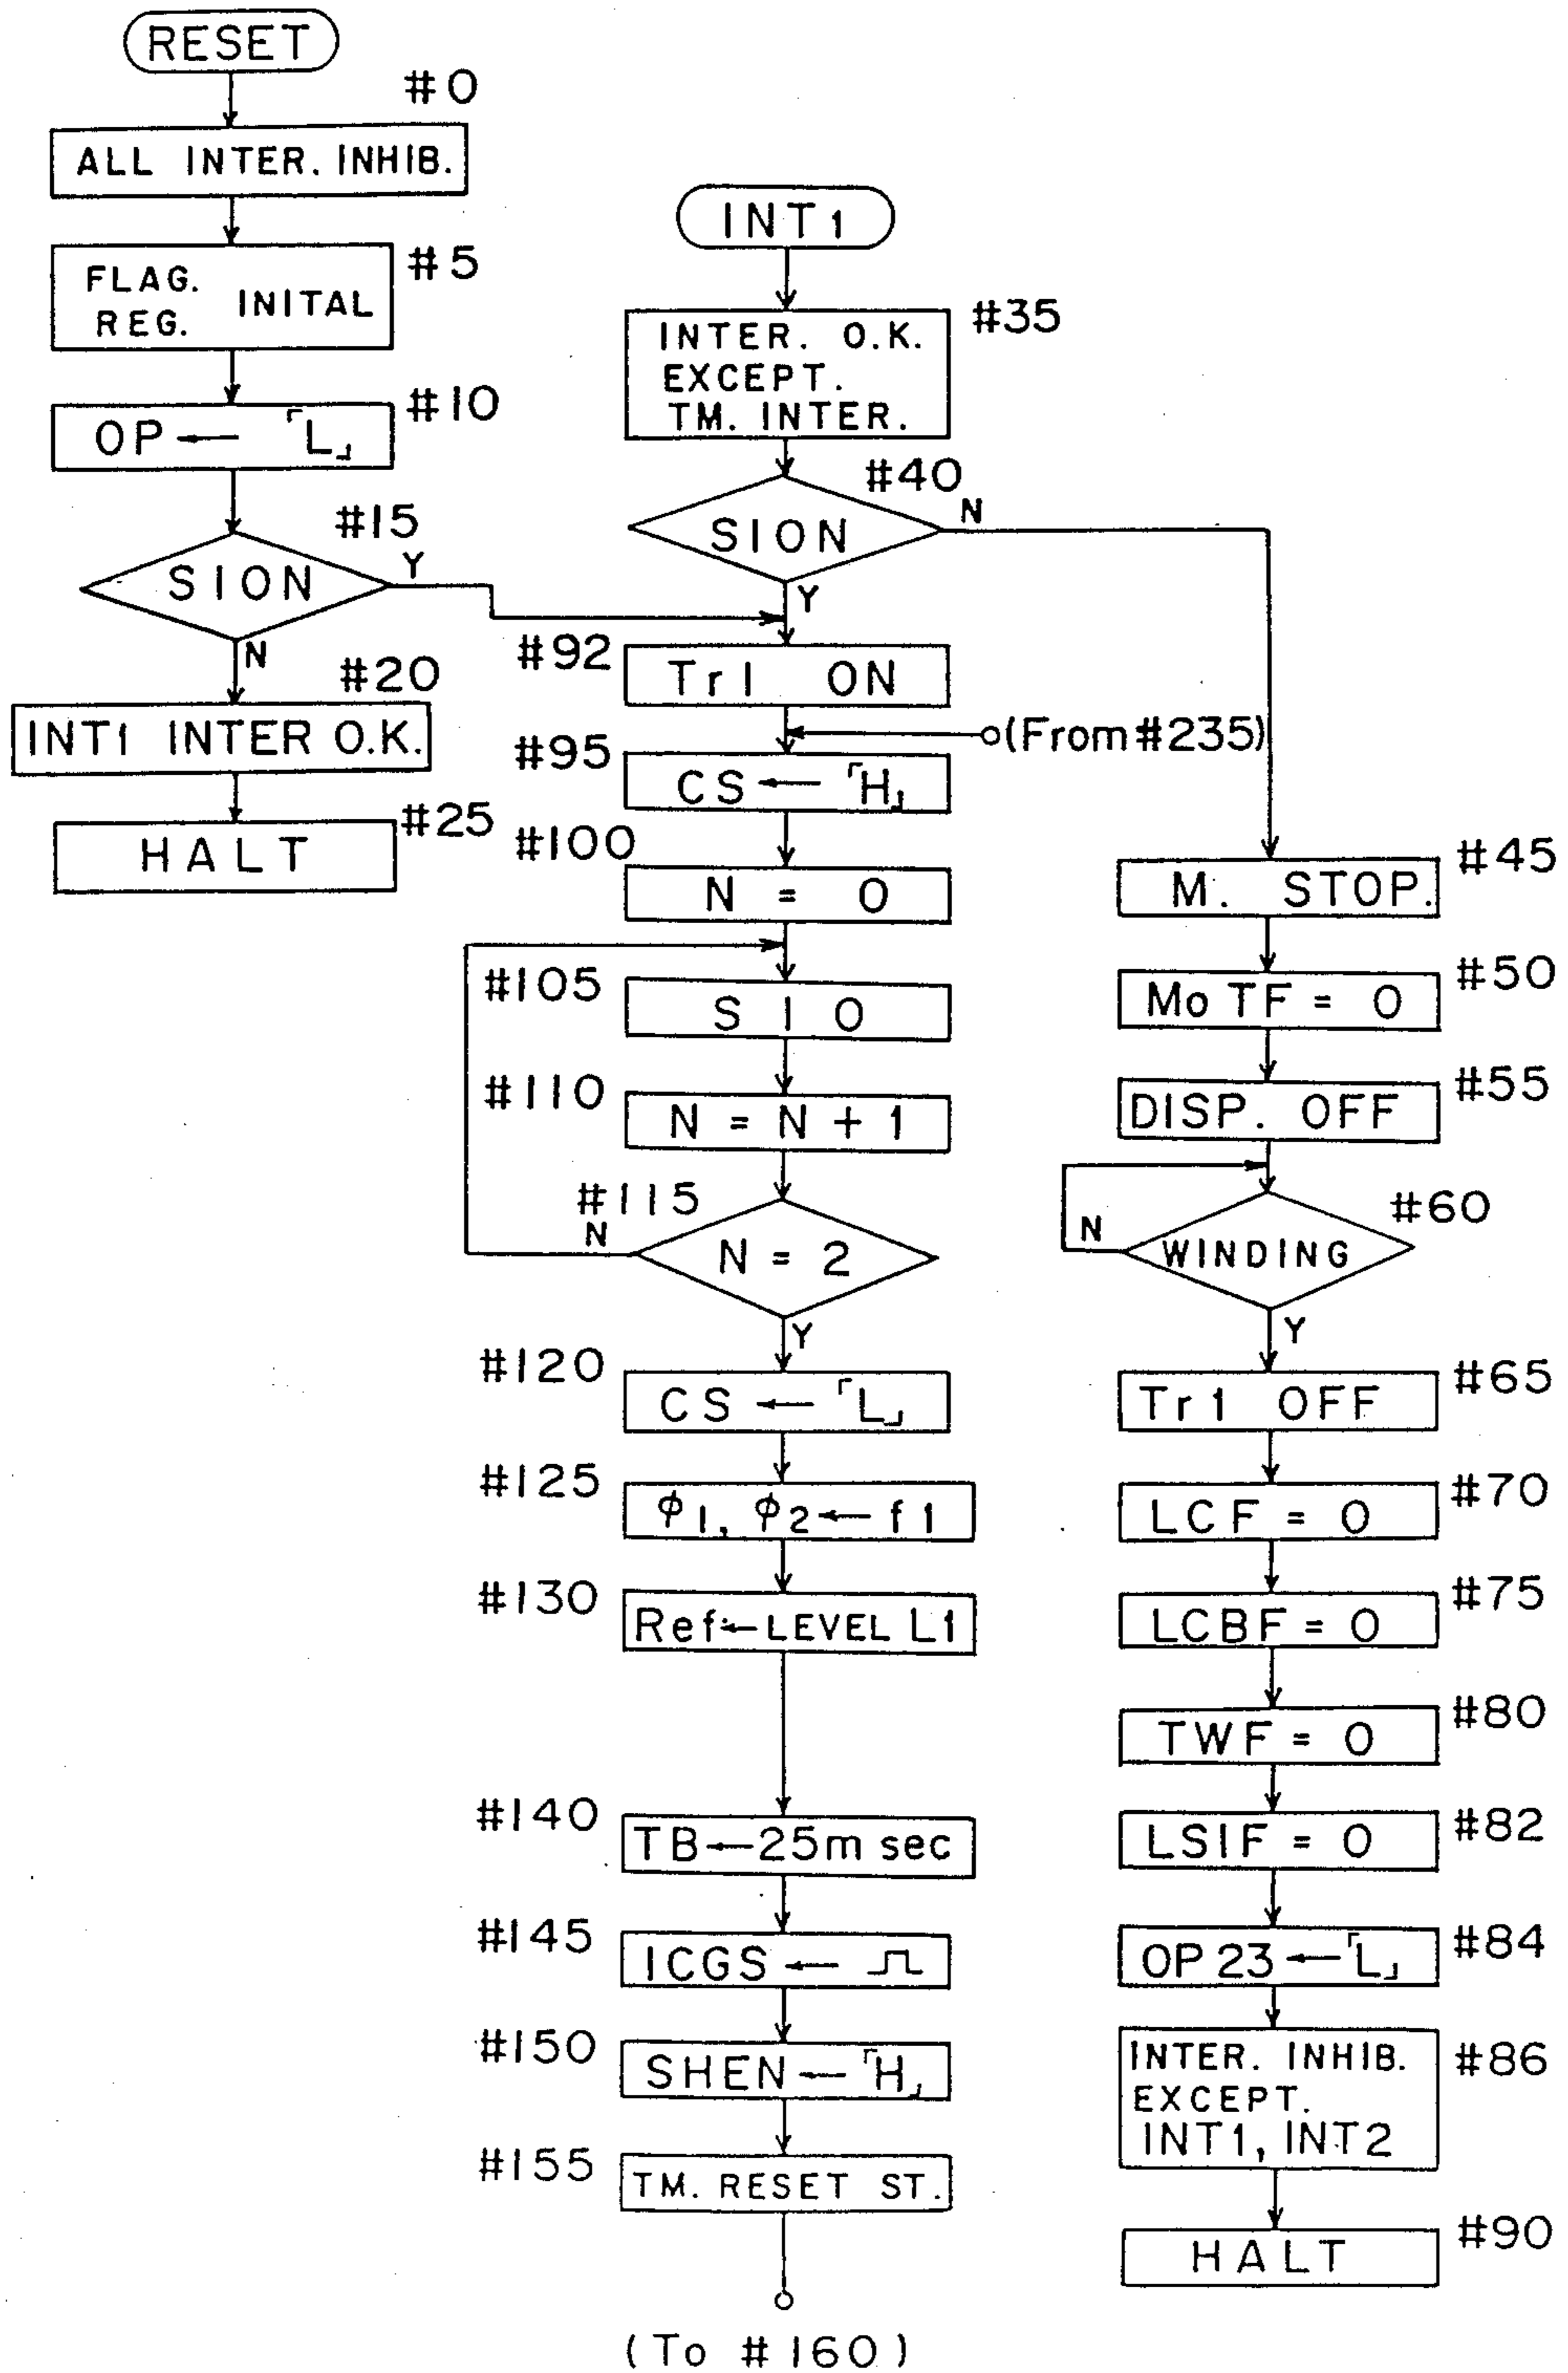 RESET
#0
ALL INTER. INHIB.
#5
FLAG.
REG. INITAL
#10
OP ← 「L」
#15
SION
Y
N
#20
INT1 INTER O.K.
#25
HALT
INT1
#35
INTER. O.K.
EXCEPT.
TM. INTER.
#40
SION
N
Y
#92
Tr1 ON
(From #235)
#95
CS ← 「H」
#100
N = 0
#105
SIO
#110
N = N + 1
#115
N = 2
N
Y
#120
CS ← 「L」
#125
ϕ1, ϕ2 ← f1
#130
Ref ← LEVEL L1
#140
TB ← 25m sec
#145
ICGS ←
#150
SHEN ← 「H」
#155
TM. RESET ST.
(To #160)
#45
M. STOP.
#50
MoTF = 0
#55
DISP. OFF
#60
WINDING
N
Y
#65
Tr1 OFF
#70
LCF = 0
#75
LCBF = 0
#80
TWF = 0
#82
LSIF = 0
#84
OP23 ← 「L」
#86
INTER. INHIB.
EXCEPT.
INT1, INT2
#90
HALT